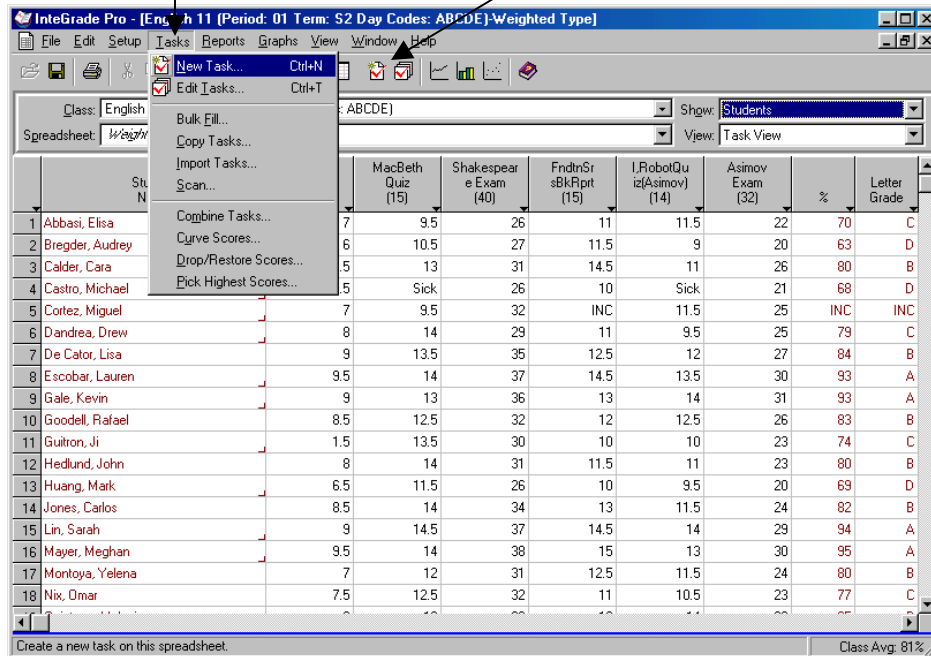 InteGrade Pro - [English 11 (Period: 01 Term: S2 Day Codes: ABCDE)-Weighted Type]
File Edit Setup Tasks Reports Graphs View Window Help
New Task... Ctrl+N
Edit Tasks... Ctrl+T
Bulk Fill...
Copy Tasks...
Import Tasks...
Scan...
Combine Tasks...
Curve Scores...
Drop/Restore Scores...
Pick Highest Scores...
Class: English : ABCDE) Show: Students
Spreadsheet: Weigh View: Task View
Stu N MacBeth Quiz (15) Shakespear e Exam (40) FndtnSr sBkRprt (15) I,RobotQu iz(Asimov) (14) Asimov Exam (32) % Letter Grade
1 Abbasi, Elisa 7 9.5 26 11 11.5 22 70 C
2 Bregder, Audrey 6 10.5 27 11.5 9 20 63 D
3 Calder, Cara .5 13 31 14.5 11 26 80 B
4 Castro, Michael .5 Sick 26 10 Sick 21 68 D
5 Cortez, Miguel 7 9.5 32 INC 11.5 25 INC INC
6 Dandrea, Drew 8 14 29 11 9.5 25 79 C
7 De Cator, Lisa 9 13.5 35 12.5 12 27 84 B
8 Escobar, Lauren 9.5 14 37 14.5 13.5 30 93 A
9 Gale, Kevin 9 13 36 13 14 31 93 A
10 Goodell, Rafael 8.5 12.5 32 12 12.5 26 83 B
11 Guitron, Ji 1.5 13.5 30 10 10 23 74 C
12 Hedlund, John 8 14 31 11.5 11 23 80 B
13 Huang, Mark 6.5 11.5 26 10 9.5 20 69 D
14 Jones, Carlos 8.5 14 34 13 11.5 24 82 B
15 Lin, Sarah 9 14.5 37 14.5 14 29 94 A
16 Mayer, Meghan 9.5 14 38 15 13 30 95 A
17 Montoya, Yelena 7 12 31 12.5 11.5 24 80 B
18 Nix, Omar 7.5 12.5 32 11 10.5 23 77 C
Create a new task on this spreadsheet. Class Avg: 81%